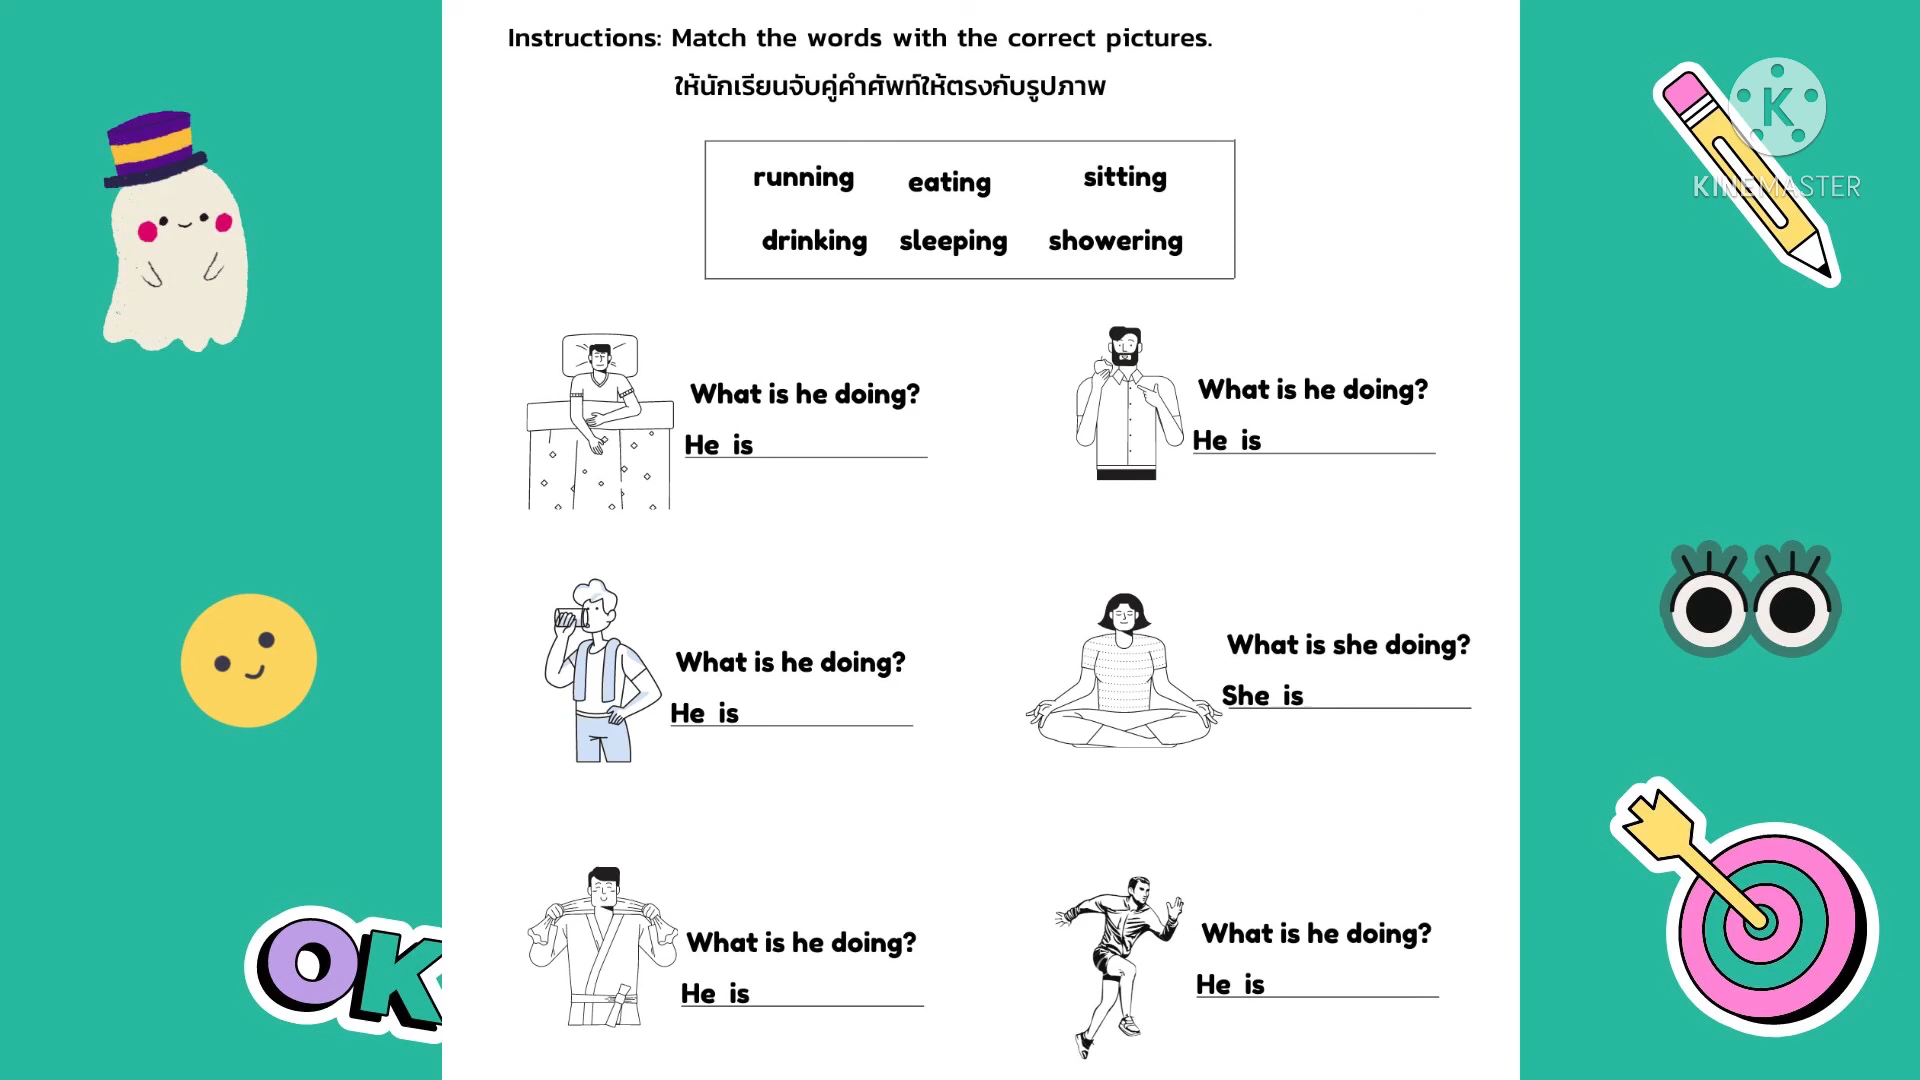 Instructions: Match the words with the correct pictures.
ให้นักเรียนจับคู่คำศัพท์ให้ตรงกับรูปภาพ
running eating sitting
drinking sleeping showering
What is he doing?
He is
What is he doing?
He is
What is he doing?
He is
What is she doing?
She is
What is he doing?
He is
What is he doing?
He is
OK
K
KINEMASTER